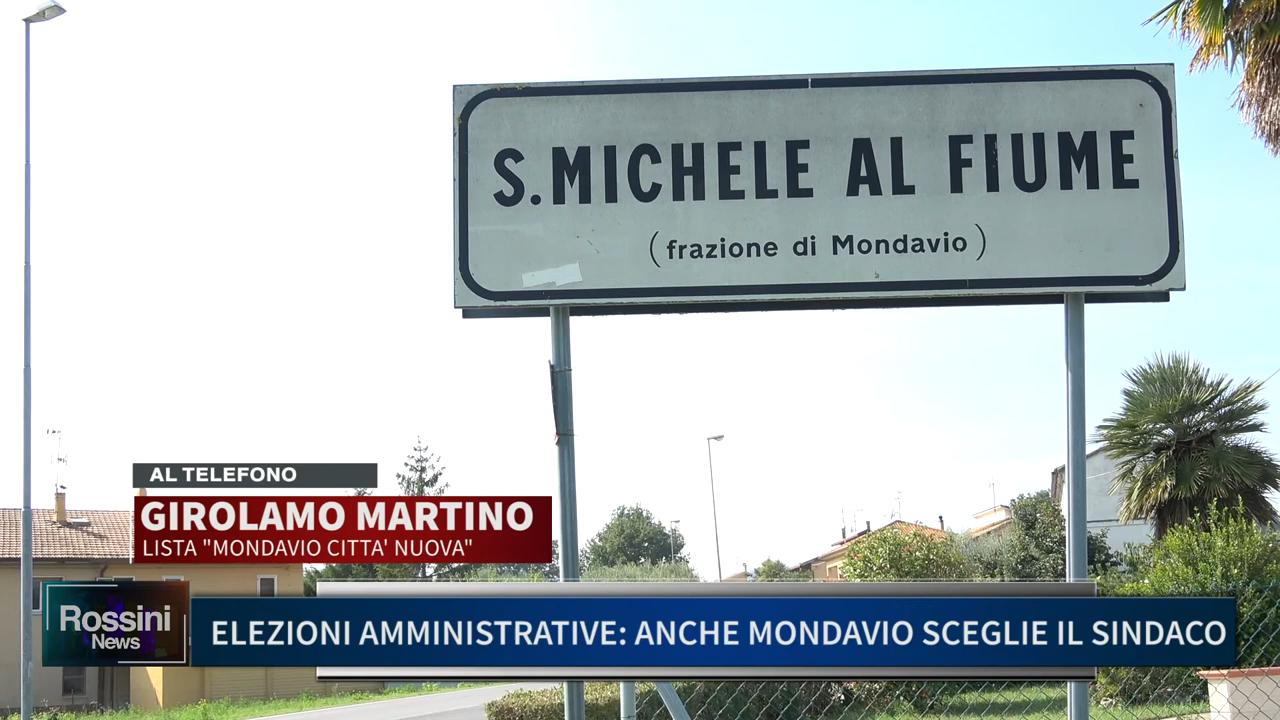 S.MICHELE AL FIUME
(frazione di Mondavio)
AL TELEFONO
GIROLAMO MARTINO
LISTA "MONDAVIO CITTA' NUOVA"
Rossini
News
ELEZIONI AMMINISTRATIVE: ANCHE MONDAVIO SCEGLIE IL SINDACO